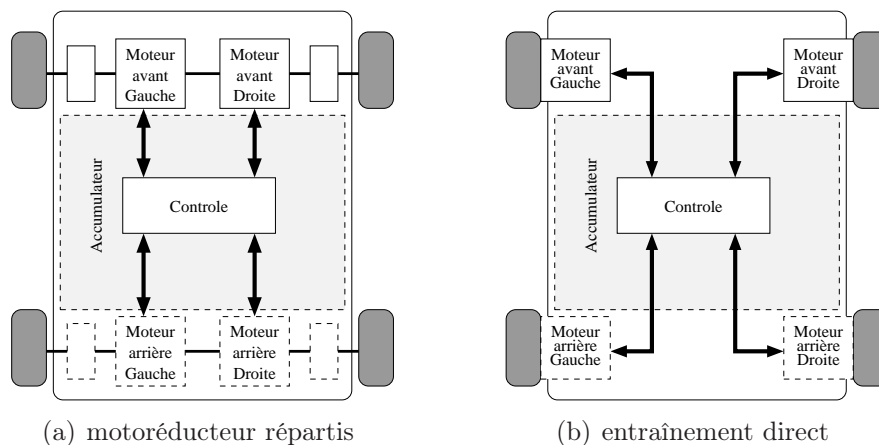 Moteur
avant
Gauche
Moteur
avant
Droite
Accumulateur
Controle
Moteur
arrière
Gauche
Moteur
arrière
Droite
(a) motoréducteur répartis
Moteur
avant
Gauche
Moteur
avant
Droite
Accumulateur
Controle
Moteur
arrière
Gauche
Moteur
arrière
Droite
(b) entraînement direct